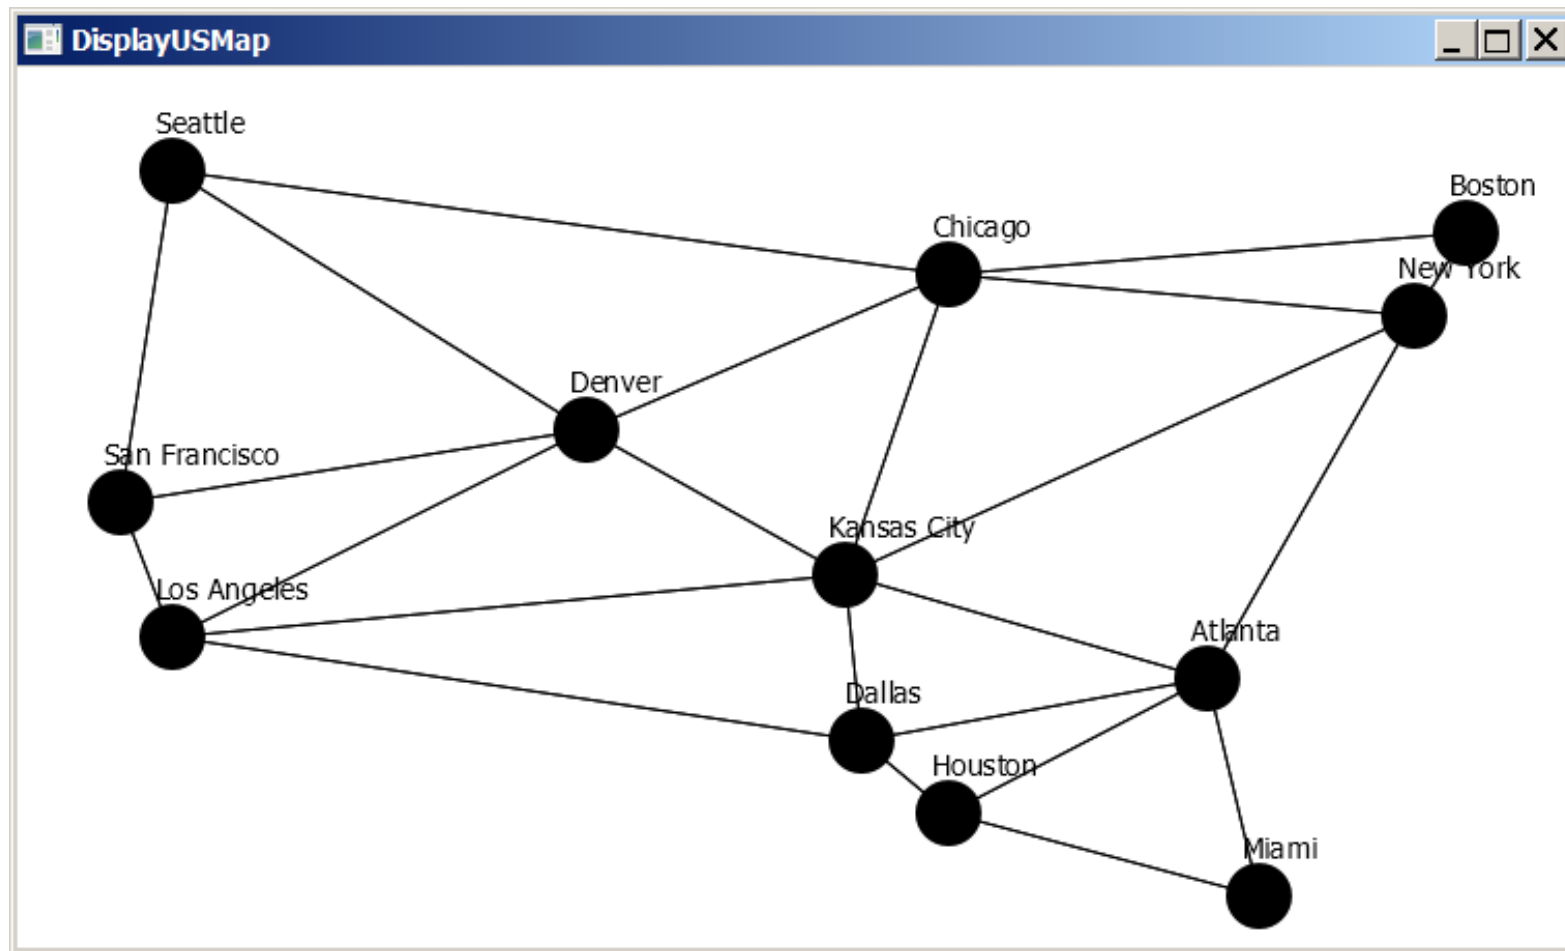 DisplayUSMap
Seattle
Boston
Chicago
New York
Denver
San Francisco
Kansas City
Los Angeles
Atlanta
Dallas
Houston
Miami